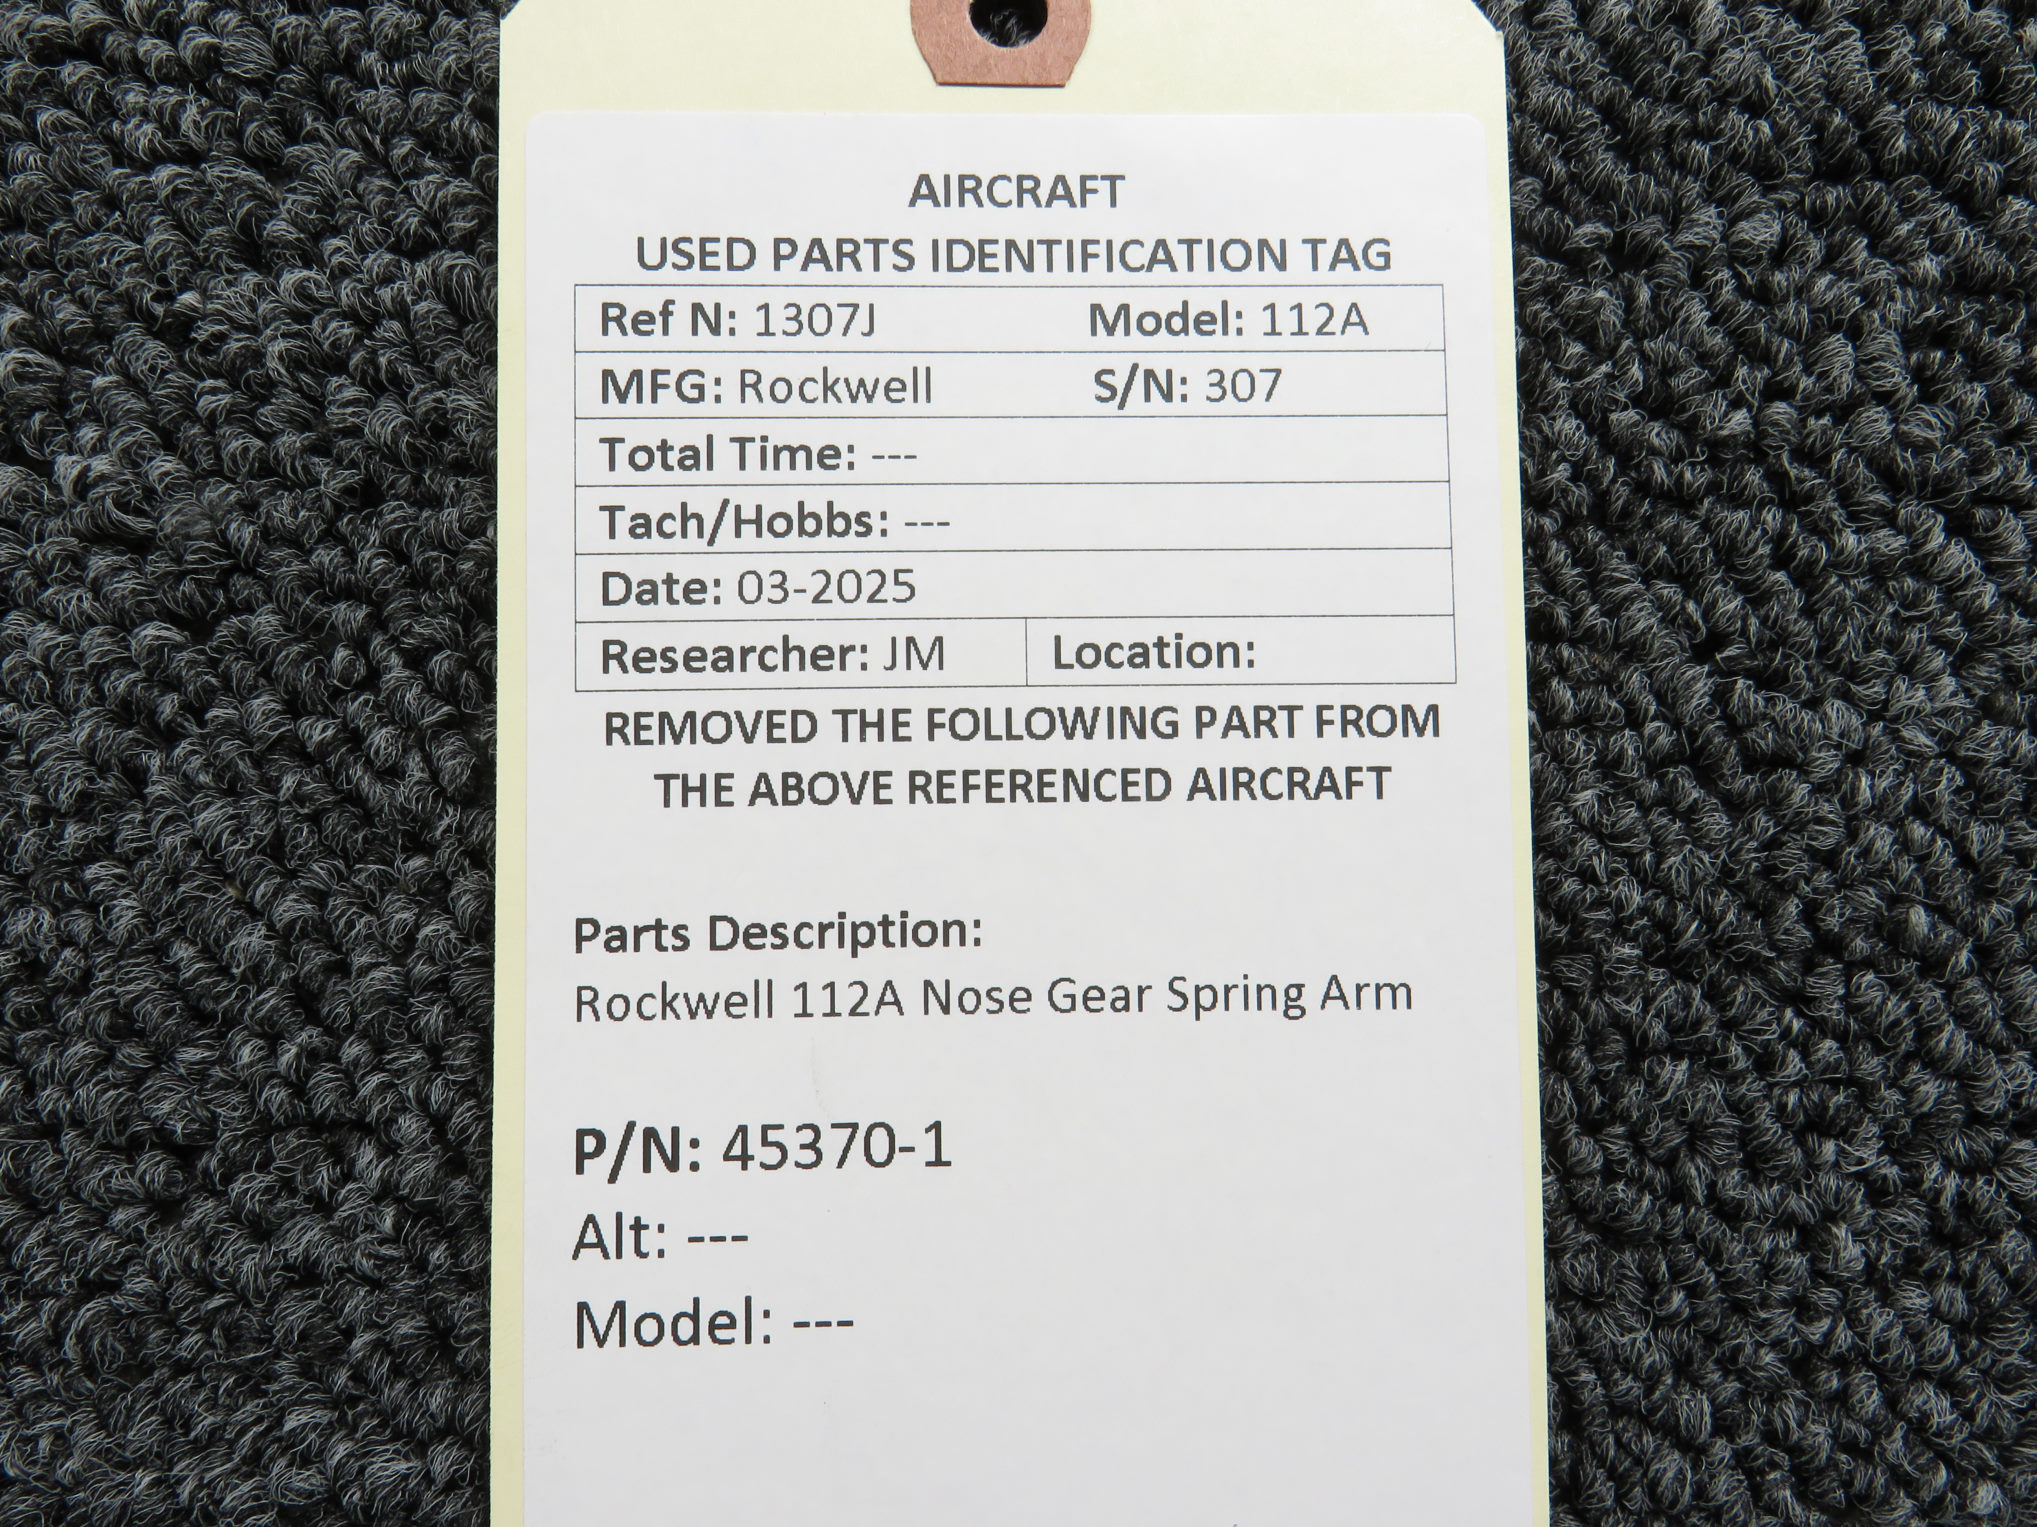 AIRCRAFT
USED PARTS IDENTIFICATION TAG
Ref N: 1307J Model: 112A
MFG: Rockwell S/N: 307
Total Time: ---
Tach/Hobbs: ---
Date: 03-2025
Researcher: JM Location:
REMOVED THE FOLLOWING PART FROM
THE ABOVE REFERENCED AIRCRAFT
Parts Description:
Rockwell 112A Nose Gear Spring Arm
P/N: 45370-1
Alt: ---
Model: ---